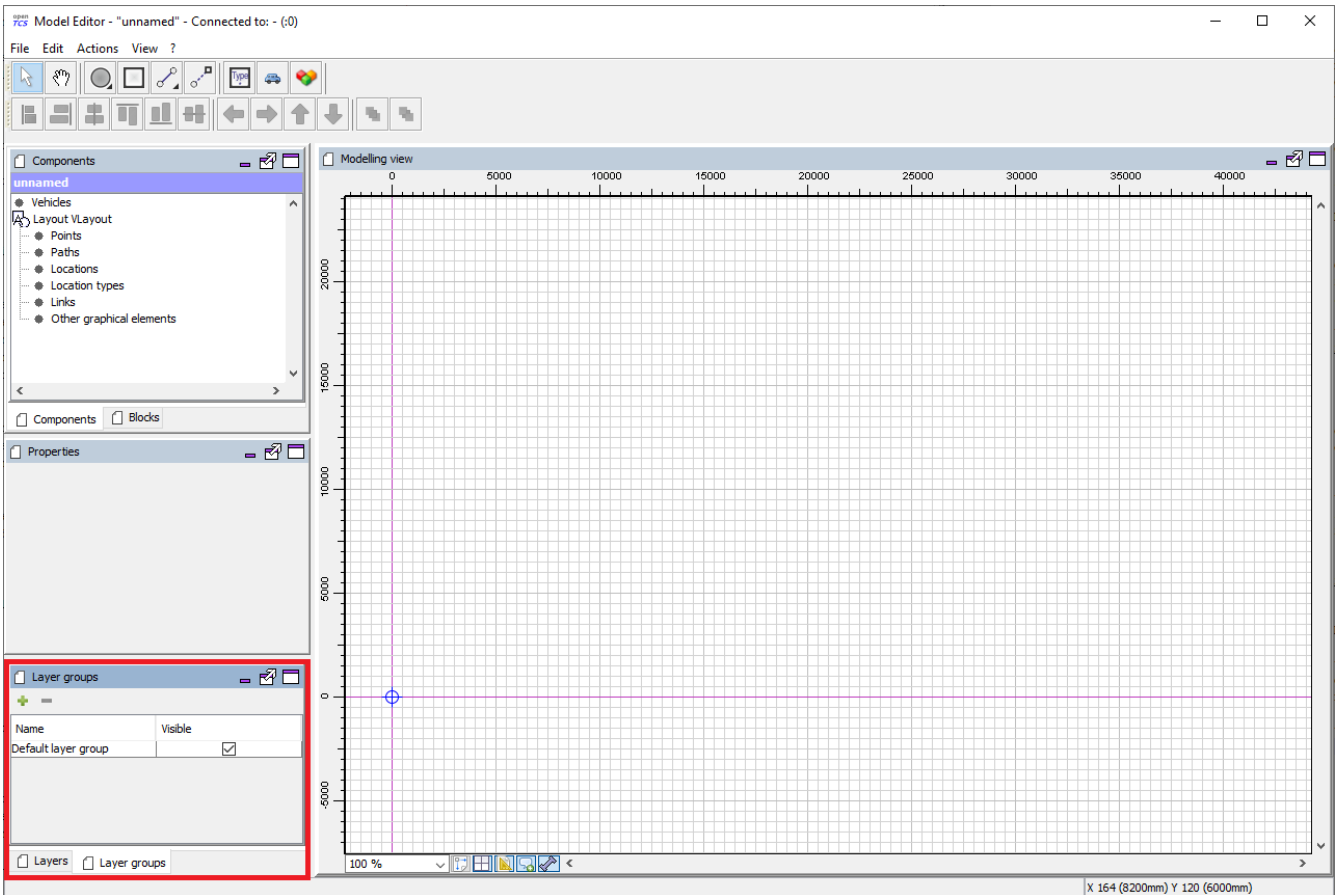 open TCS Model Editor - "unnamed" - Connected to: - (:0)
File Edit Actions View ?
Type
Components
unnamed
Vehicles
Layout VLayout
Points
Paths
Locations
Location types
Links
Other graphical elements
Components Blocks
Properties
Layer groups
Name Visible
Default layer group
Layers Layer groups
Modelling view
0 5000 10000 15000 20000 25000 30000 35000 40000
20000
15000
10000
5000
0
-5000
100 %
X 164 (8200mm) Y 120 (6000mm)